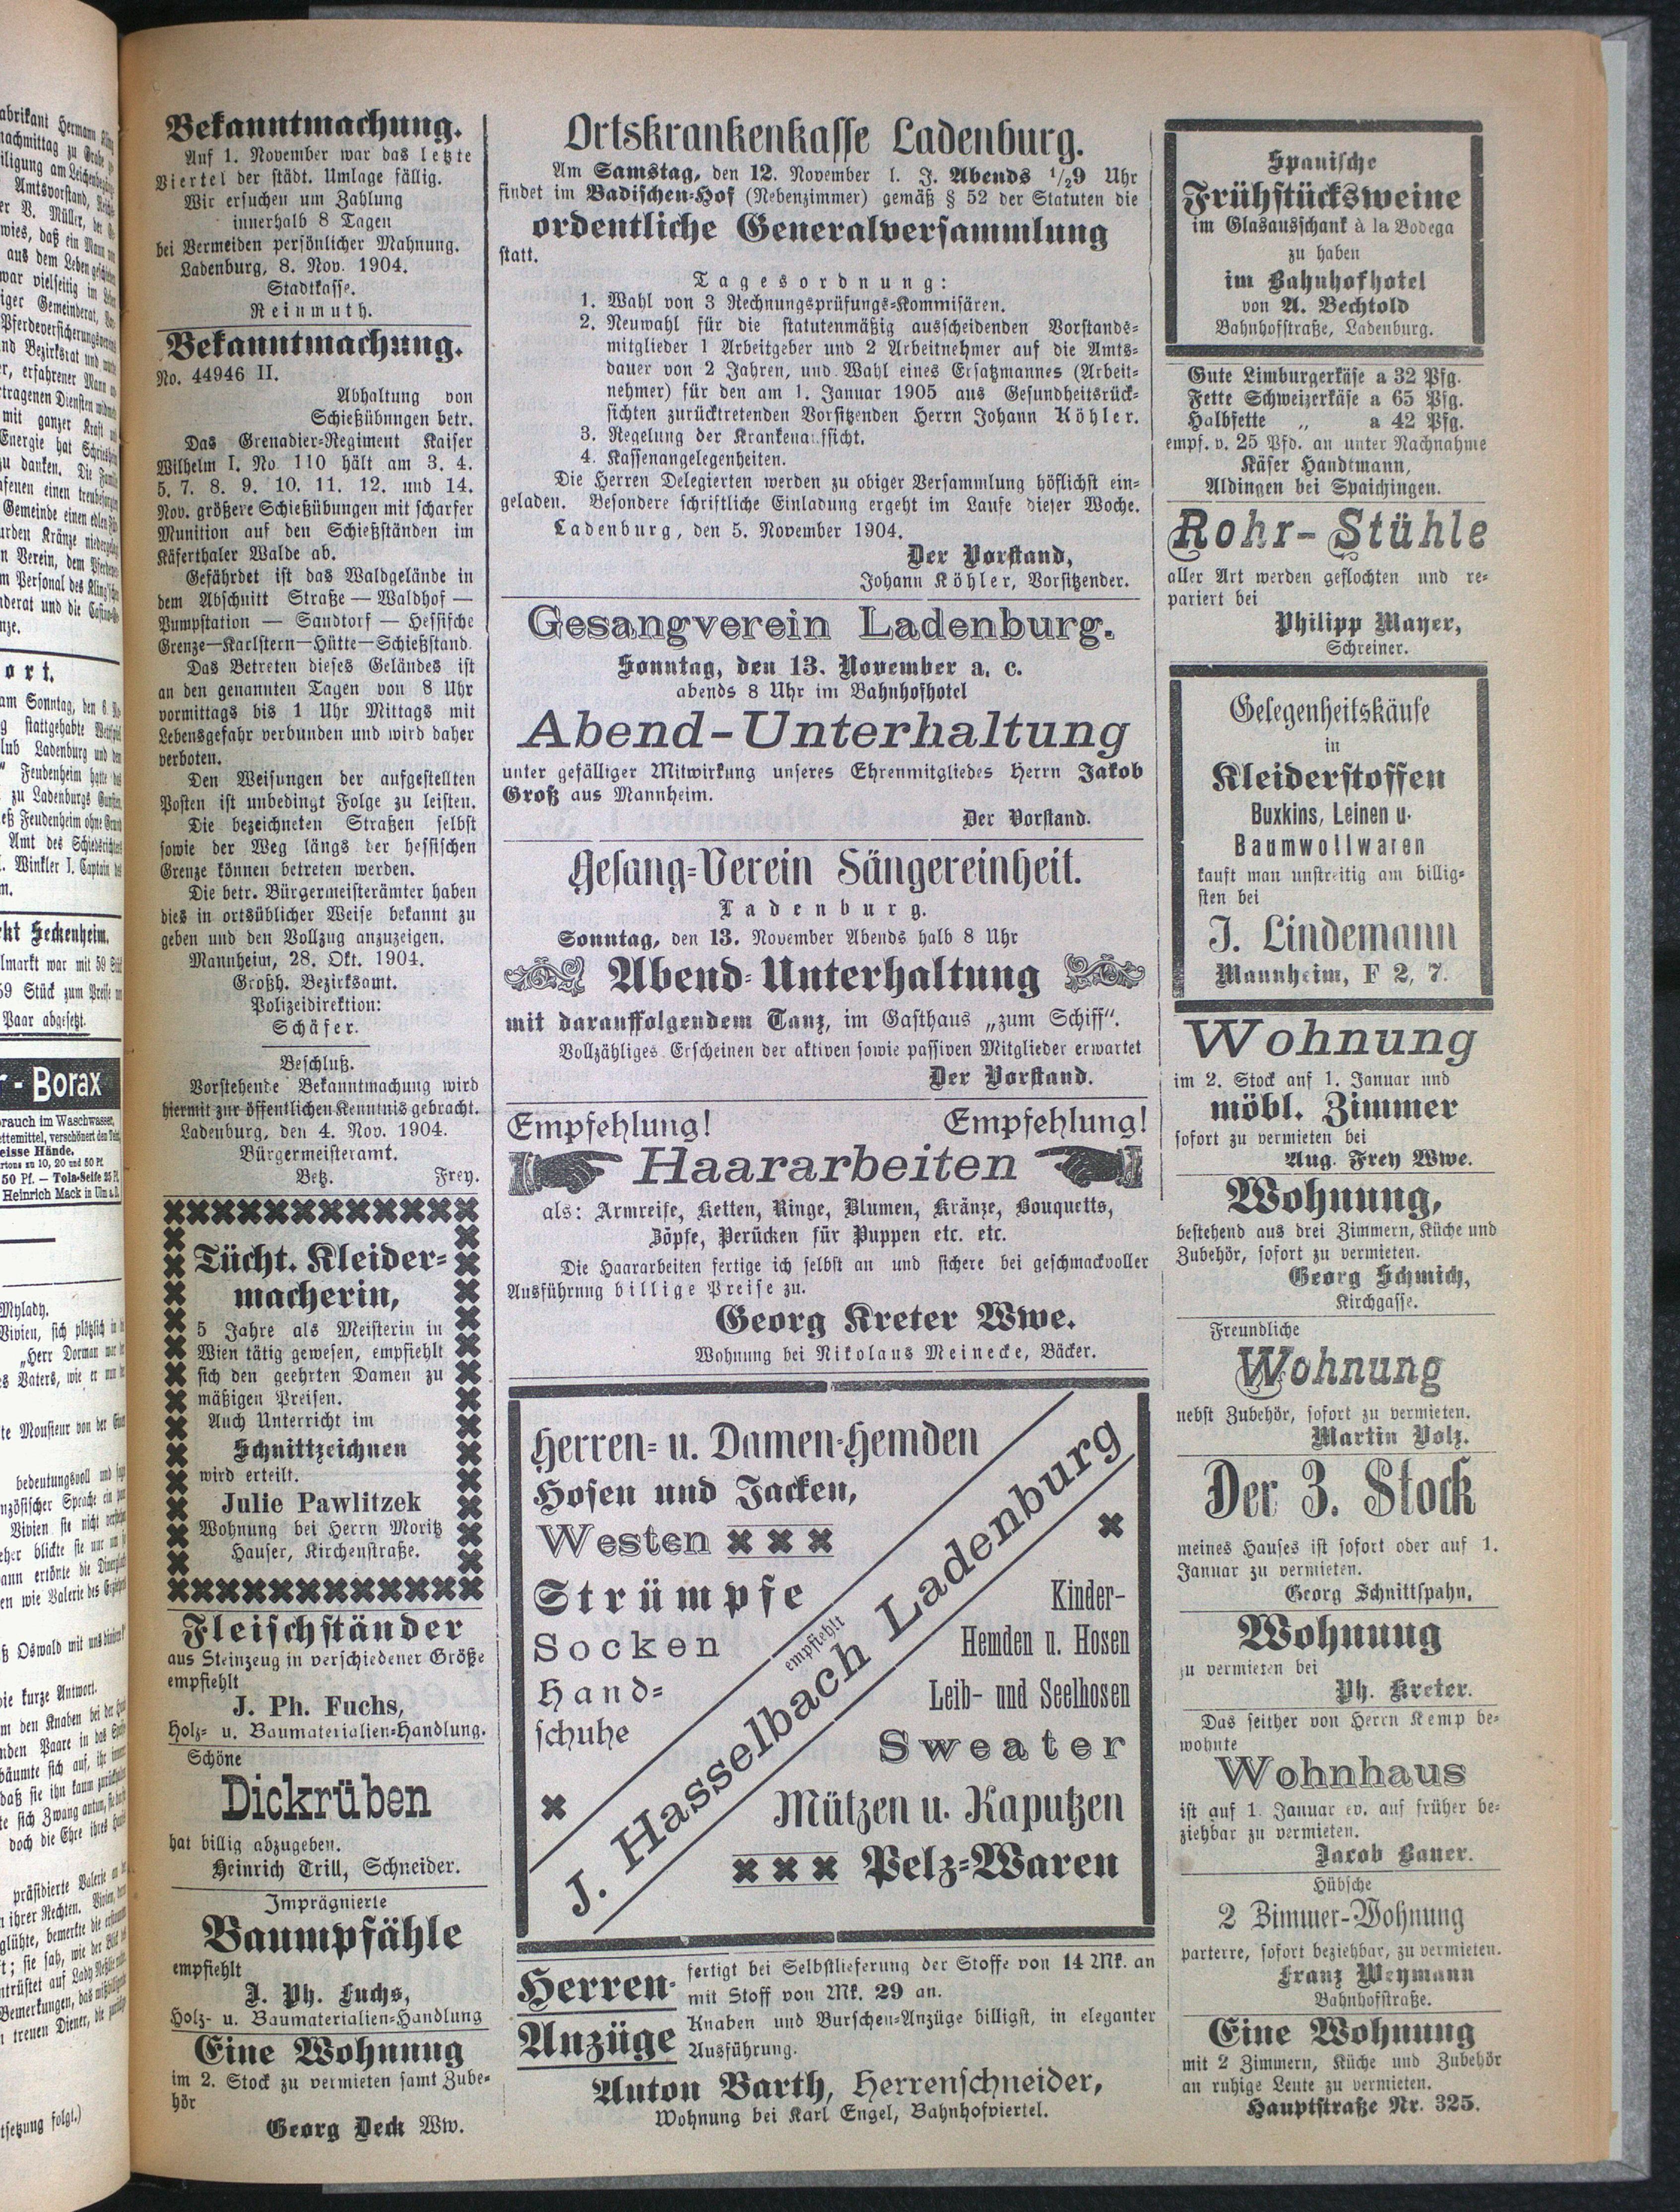 Bekanntmachung.
Auf 1. November war das letzte
Viertel der städt. Umlage fällig.
Wir ersuchen um Zahlung
innerhalb 8 Tagen
bei Vermeiden persönlicher Mahnung.
Ladenburg, 8. Nov. 1904.
Stadtkasse.
Reinmuth.
Bekanntmachung.
No. 44946 II.
Abhaltung von
Schießübungen betr.
Das Grenadier-Regiment Kaiser
Wilhelm I. No. 110 hält am 3. 4.
5. 7. 8. 9. 10. 11. 12. und 14.
Nov. größere Schießübungen mit scharfer
Munition auf den Schießständen im
Käferthaler Walde ab.
Gefährdet ist das Waldgelände in
dem Abschnitt Straße — Waldhof —
Pumpstation — Sandtorf — Hessische
Grenze—Karlstern—Hütte—Schießstand.
Das Betreten dieses Geländes ist
an den genannten Tagen von 8 Uhr
vormittags bis 1 Uhr Mittags mit
Lebensgefahr verbunden und wird daher
verboten.
Den Weisungen der aufgestellten
Posten ist unbedingt Folge zu leisten.
Die bezeichneten Straßen selbst
sowie der Weg längs der hessischen
Grenze können betreten werden.
Die betr. Bürgermeisterämter haben
dies in ortsüblicher Weise bekannt zu
geben und den Vollzug anzuzeigen.
Mannheim, 28. Okt. 1904.
Großh. Bezirksamt.
Polizeidirektion:
Schäfer.
Beschluß.
Vorstehende Bekanntmachung wird
hiermit zur öffentlichen Kenntnis gebracht.
Ladenburg, den 4. Nov. 1904.
Bürgermeisteramt.
Betz. Frey.
Tücht. Kleider-
macherin,
5 Jahre als Meisterin in
Wien tätig gewesen, empfiehlt
sich den geehrten Damen zu
mäßigen Preisen.
Auch Unterricht im
Schnittzeichnen
wird erteilt.
Julie Pawlitzek
Wohnung bei Herrn Moritz
Hauser, Kirchenstraße.
Fleischständer
aus Steinzeug in verschiedener Größe
empfiehlt
J. Ph. Fuchs,
Holz- u. Baumaterialien-Handlung.
Schöne
Dickrüben
hat billig abzugeben.
Heinrich Trill, Schneider.
Imprägnierte
Baumpfähle
empfiehlt
J. Ph. Fuchs,
Holz- u. Baumaterialien-Handlung
Eine Wohnung
im 2. Stock zu vermieten samt Zube-
hör
Georg Deck Ww.
Ortskrankenkasse Ladenburg.
Am Samstag, den 12. November l. J. Abends 1/29 Uhr
findet im Badischen-Hof (Nebenzimmer) gemäß § 52 der Statuten die
ordentliche Generalversammlung
statt.
Tagesordnung:
1. Wahl von 3 Rechnungsprüfungs-Kommisären.
2. Neuwahl für die statutenmäßig ausscheidenden Vorstands-
mitglieder 1 Arbeitgeber und 2 Arbeitnehmer auf die Amts-
dauer von 2 Jahren, und Wahl eines Ersatzmannes (Arbeit-
nehmer) für den am 1. Januar 1905 aus Gesundheitsrück-
sichten zurücktretenden Vorsitzenden Herrn Johann Köhler.
3. Regelung der Krankenaufsicht.
4. Kassenangelegenheiten.
Die Herren Delegierten werden zu obiger Versammlung höflichst ein-
geladen. Besondere schriftliche Einladung ergeht im Laufe dieser Woche.
Ladenburg, den 5. November 1904.
Der Vorstand,
Johann Köhler, Vorsitzender.
Gesangverein Ladenburg.
Sonntag, den 13. November a. c.
abends 8 Uhr im Bahnhofhotel
Abend-Unterhaltung
unter gefälliger Mitwirkung unseres Ehrenmitgliedes Herrn Jakob
Groß aus Mannheim.
Der Vorstand.
Gesang-Verein Sängereinheit.
Ladenburg.
Sonntag, den 13. November Abends halb 8 Uhr
Abend-Unterhaltung
mit darauffolgendem Tanz, im Gasthaus „zum Schiff“.
Vollzähliges Erscheinen der aktiven sowie passiven Mitglieder erwartet
Der Vorstand.
Empfehlung! Empfehlung!
Haararbeiten
als: Armreife, Ketten, Ringe, Blumen, Kränze, Bouquetts,
Zöpfe, Perücken für Puppen etc. etc.
Die Haararbeiten fertige ich selbst an und sichere bei geschmackvoller
Ausführung billige Preise zu.
Georg Kreter Wwe.
Wohnung bei Nikolaus Meinecke, Bäcker.
Herren- u. Damen-Hemden
Hosen und Jacken,
Westen
Strümpfe
Socken
Hand-
schuhe
empfiehlt
J. Hasselbach Ladenburg
Kinder-
Hemden u. Hosen
Leib- und Seelhosen
Sweater
Mützen u. Kaputzen
Pelz-Waren
Herren-
Anzüge
fertigt bei Selbstlieferung der Stoffe von 14 Mk. an
mit Stoff von Mk. 29 an.
Knaben und Burschen-Anzüge billigst, in eleganter
Ausführung.
Anton Barth, Herrenschneider,
Wohnung bei Karl Engel, Bahnhofviertel.
Spanische
Frühstücksweine
im Glasausschank à la Bodega
zu haben
im Bahnhofhotel
von A. Bechtold
Bahnhofstraße, Ladenburg.
Gute Limburgerkäse a 32 Pfg.
Fette Schweizerkäse a 65 Pfg.
Halbfette „ a 42 Pfg.
empf. v. 25 Pfd. an unter Nachnahme
Käser Handtmann,
Aldingen bei Spaichingen.
Rohr-Stühle
aller Art werden geflochten und re-
pariert bei
Philipp Mayer,
Schreiner.
Gelegenheitskäufe
in
Kleiderstoffen
Buxkins, Leinen u.
Baumwollwaren
kauft man unstreitig am billig-
sten bei
J. Lindemann
Mannheim, F 2, 7.
Wohnung
im 2. Stock auf 1. Januar und
möbl. Zimmer
sofort zu vermieten bei
Aug. Frey Wwe.
Wohnung,
bestehend aus drei Zimmern, Küche und
Zubehör, sofort zu vermieten.
Georg Schmich,
Kirchgasse.
Freundliche
Wohnung
nebst Zubehör, sofort zu vermieten.
Martin Volz.
Der 3. Stock
meines Hauses ist sofort oder auf 1.
Januar zu vermieten.
Georg Schnittspahn.
Wohnung
zu vermieten bei
Ph. Kreter.
Das seither von Herrn Kemp be-
wohnte
Wohnhaus
ist auf 1. Januar ev. auf früher be-
ziehbar zu vermieten.
Jacob Bauer.
Hübsche
2 Zimmer-Wohnung
parterre, sofort beziehbar, zu vermieten.
Franz Weymann
Bahnhofstraße.
Eine Wohnung
mit 2 Zimmern, Küche und Zubehör
an ruhige Leute zu vermieten.
Hauptstraße Nr. 325.